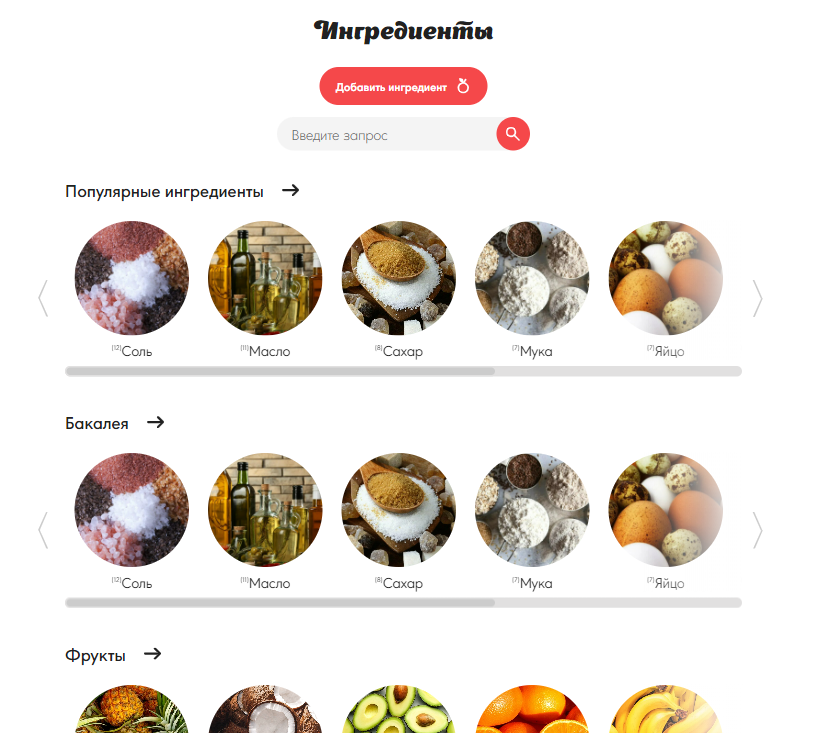 Ингредиенты
Добавить ингредиент
Введите запрос
Популярные ингредиенты
[12]Соль [11]Масло [8]Сахар [7]Мука [7]Яйцо
Бакалея
[12]Соль [11]Масло [8]Сахар [7]Мука [7]Яйцо
Фрукты